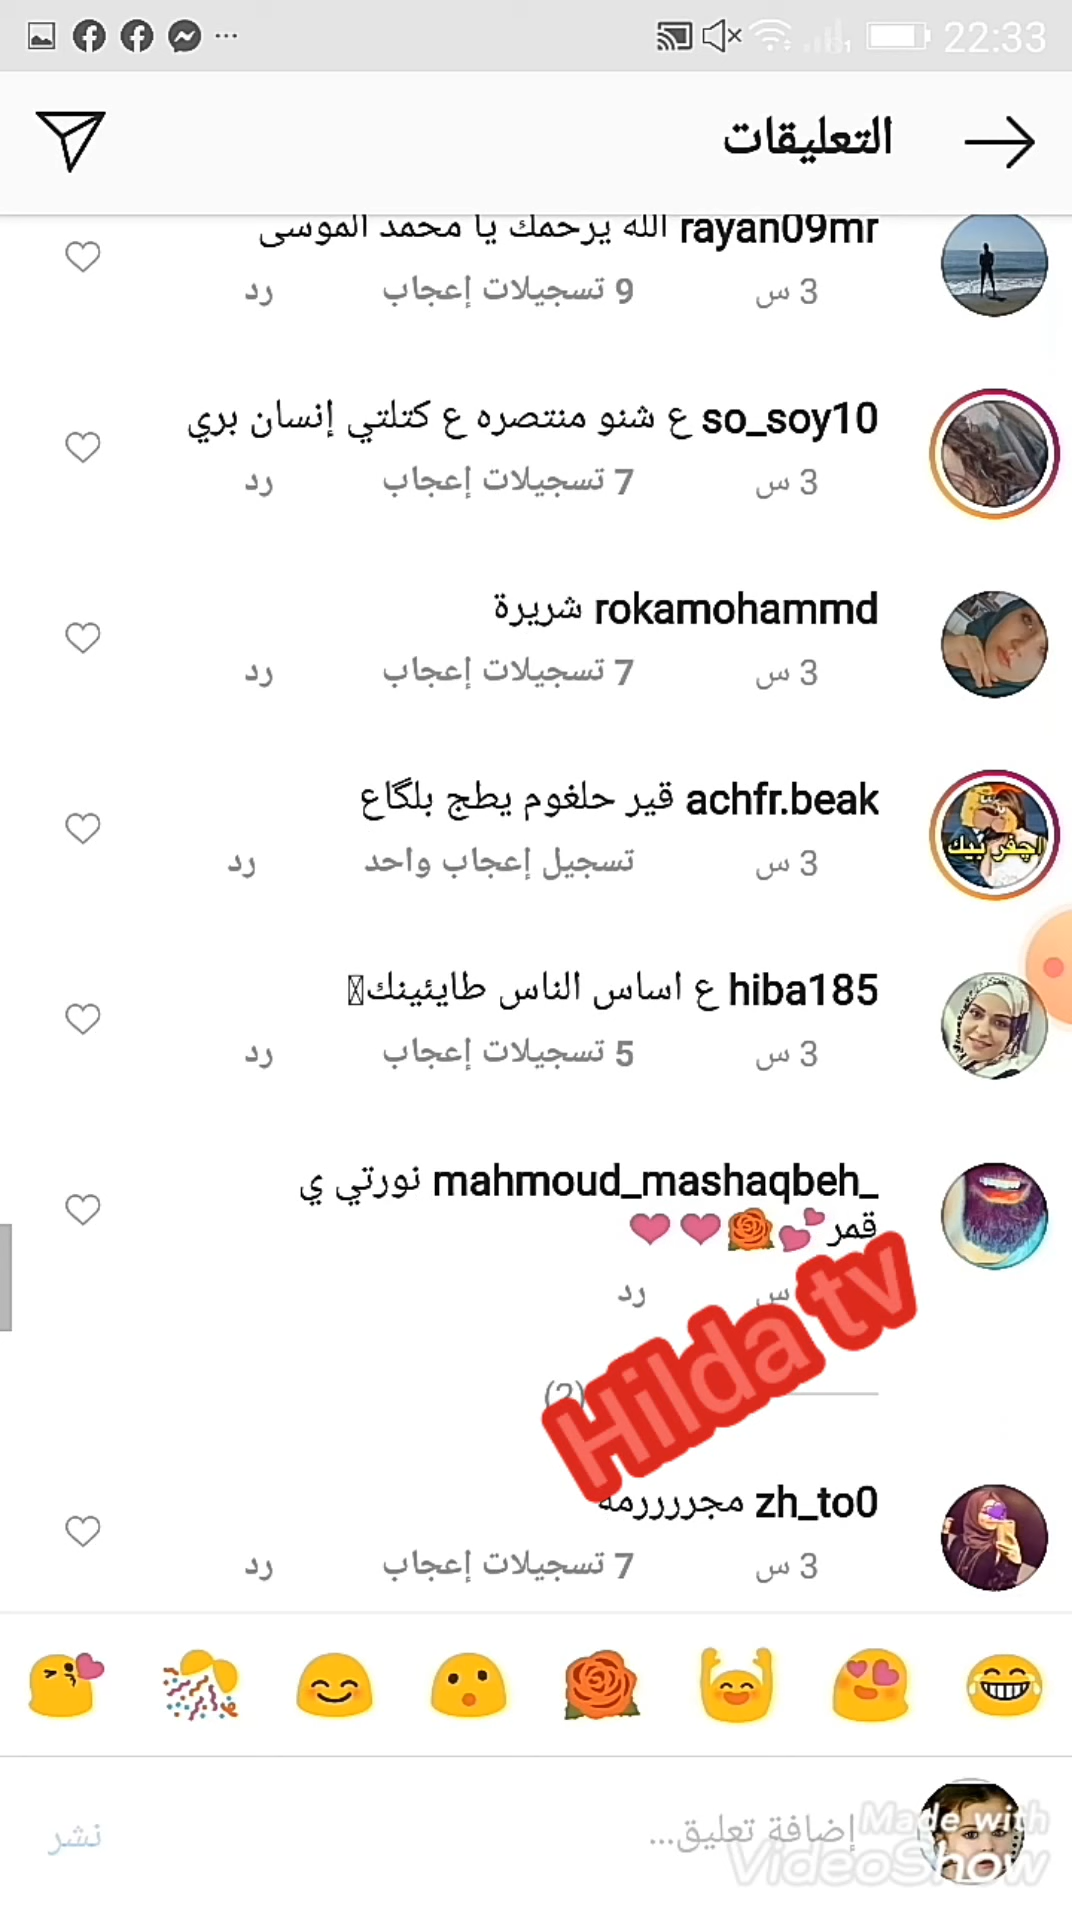 22:33
التعليقات
rayan09mr الله يرحمك يا محمد الموسى
3 س 9 تسجيلات إعجاب رد
so_soy10 ع شنو منتصره ع كتلتي إنسان بري
3 س 7 تسجيلات إعجاب رد
rokamohammd شريرة
3 س 7 تسجيلات إعجاب رد
achfr.beak قير حلغوم يطج بلگاع
3 س تسجيل إعجاب واحد رد
اچفر بيك
hiba185 ع اساس الناس طايئينك
3 س 5 تسجيلات إعجاب رد
mahmoud_mashaqbeh_ نورتي ي
قمر💕🌹❤❤
س رد
Hilda tv
(2)
zh_to0 مجررررمة
3 س 7 تسجيلات إعجاب رد
إضافة تعليق...
نشر
Made with
VideoShow